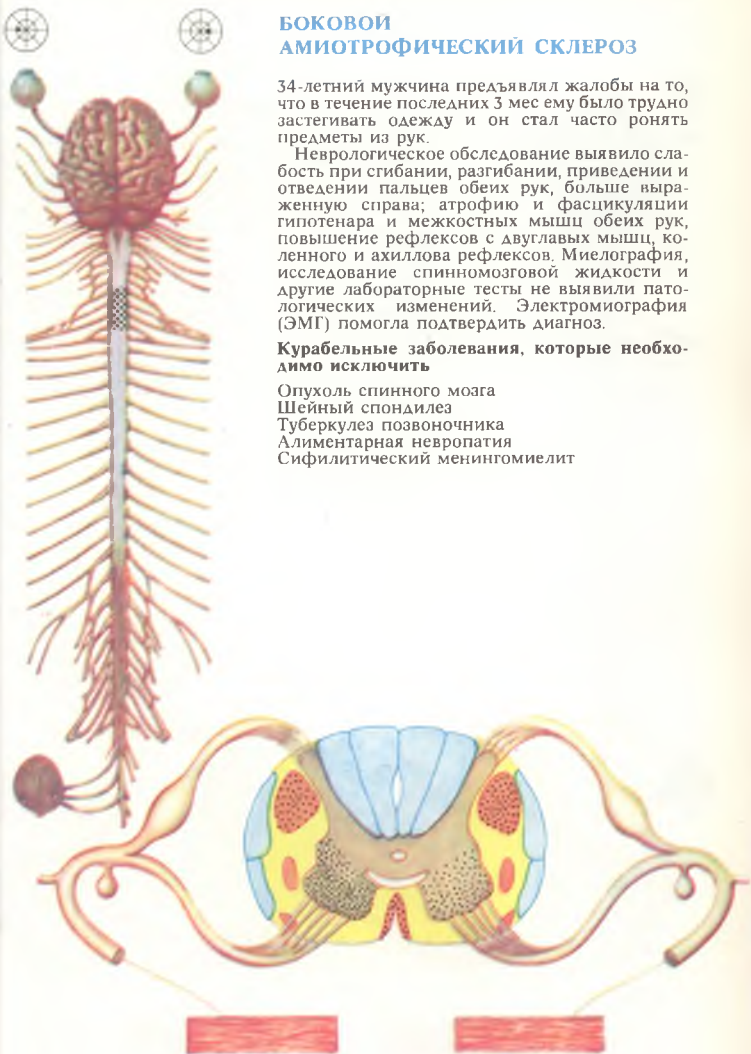 БОКОВОЙ
АМИОТРОФИЧЕСКИЙ СКЛЕРОЗ
34-летний мужчина предъявлял жалобы на то,
что в течение последних 3 мес ему было трудно
застегивать одежду и он стал часто ронять
предметы из рук.
Неврологическое обследование выявило сла-
бость при сгибании, разгибании, приведении и
отведении пальцев обеих рук, больше выра-
женную справа; атрофию и фасцикуляции
гипотенара и межкостных мышц обеих рук,
повышение рефлексов с двуглавых мышц, ко-
ленного и ахиллова рефлексов. Миелография,
исследование спинномозговой жидкости и
другие лабораторные тесты не выявили пато-
логических изменений. Электромиография
(ЭМГ) помогла подтвердить диагноз.
Курабельные заболевания, которые необхо-
димо исключить
Опухоль спинного мозга
Шейный спондилез
Туберкулез позвоночника
Алиментарная невропатия
Сифилитический менингомиелит